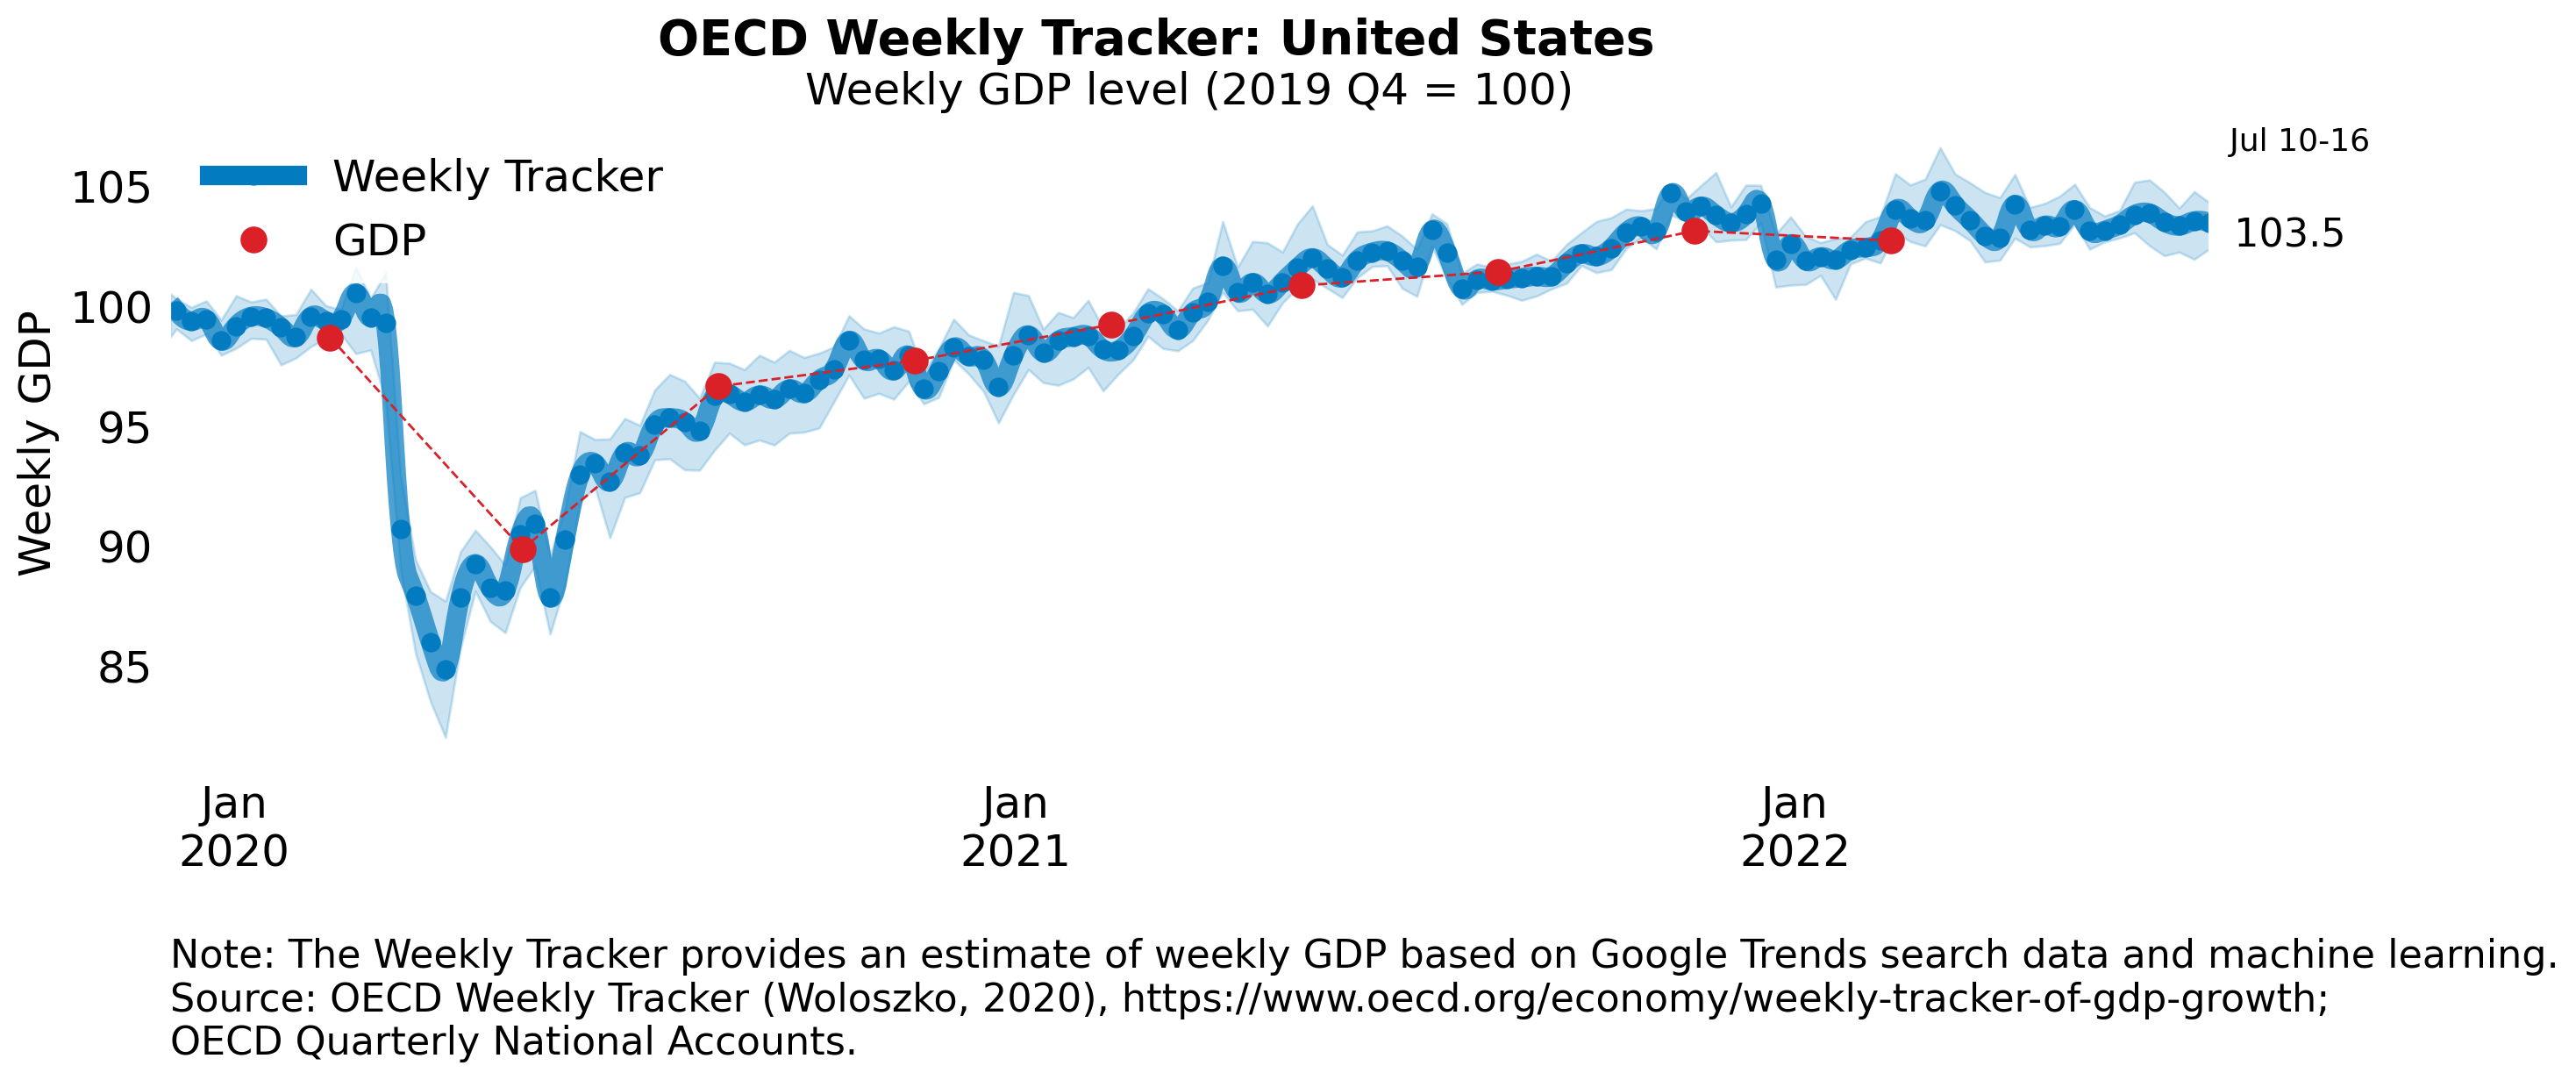 OECD Weekly Tracker: United States
Weekly GDP level (2019 Q4 = 100)
Weekly Tracker
GDP
Jul 10-16
103.5
Weekly GDP
105
100
95
90
85
Jan
2020
Jan
2021
Jan
2022
Note: The Weekly Tracker provides an estimate of weekly GDP based on Google Trends search data and machine learning.
Source: OECD Weekly Tracker (Woloszko, 2020), https://www.oecd.org/economy/weekly-tracker-of-gdp-growth;
OECD Quarterly National Accounts.